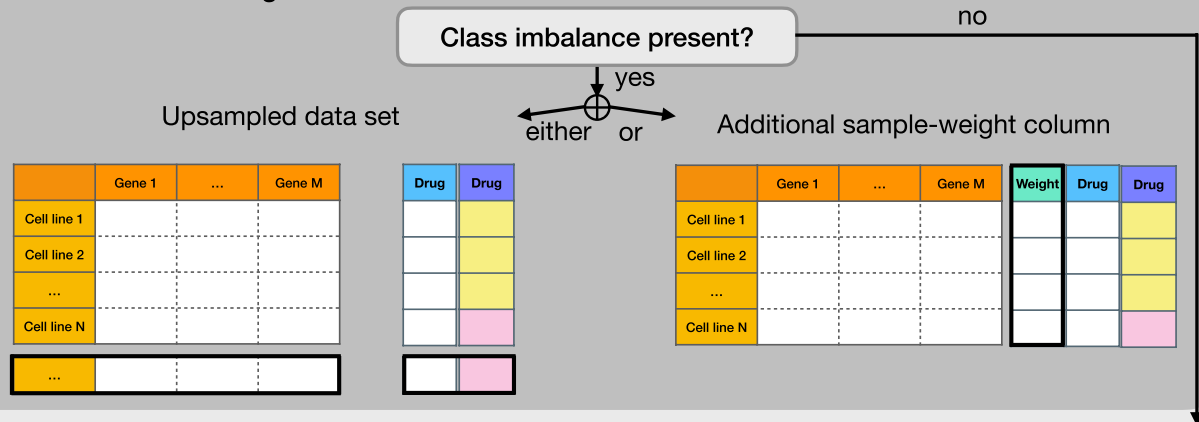 no
Class imbalance present?
yes
either or
Upsampled data set
Additional sample-weight column
Gene 1 ... Gene M Drug Drug
Cell line 1
Cell line 2
...
Cell line N
...
Gene 1 ... Gene M Weight Drug Drug
Cell line 1
Cell line 2
...
Cell line N